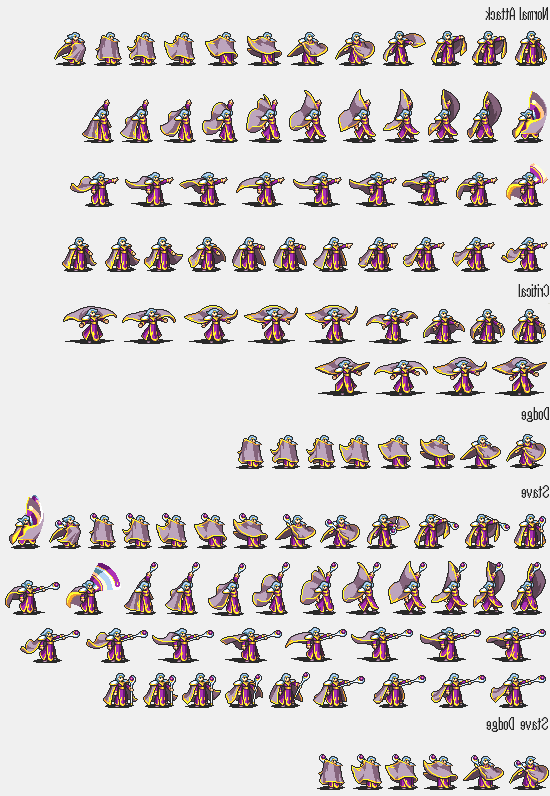 Normal Attack
Critical
Dodge
Stave
Stave Dodge